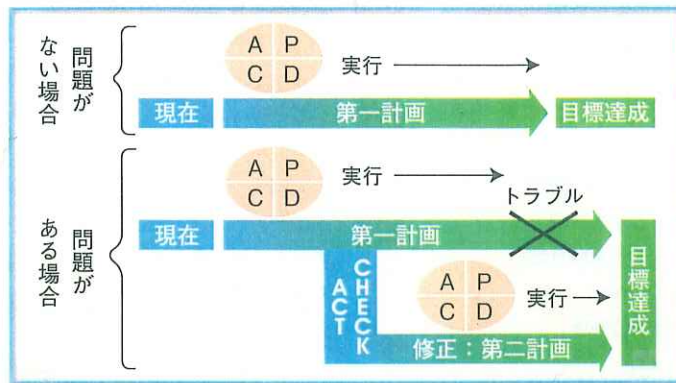 問題が
ない場合
A P
C D
実行
現在
第一計画
目標達成
問題が
ある場合
A P
C D
実行
トラブル
現在
第一計画
CHECK
ACT
A P
C D
実行
修正：第二計画
目標達成